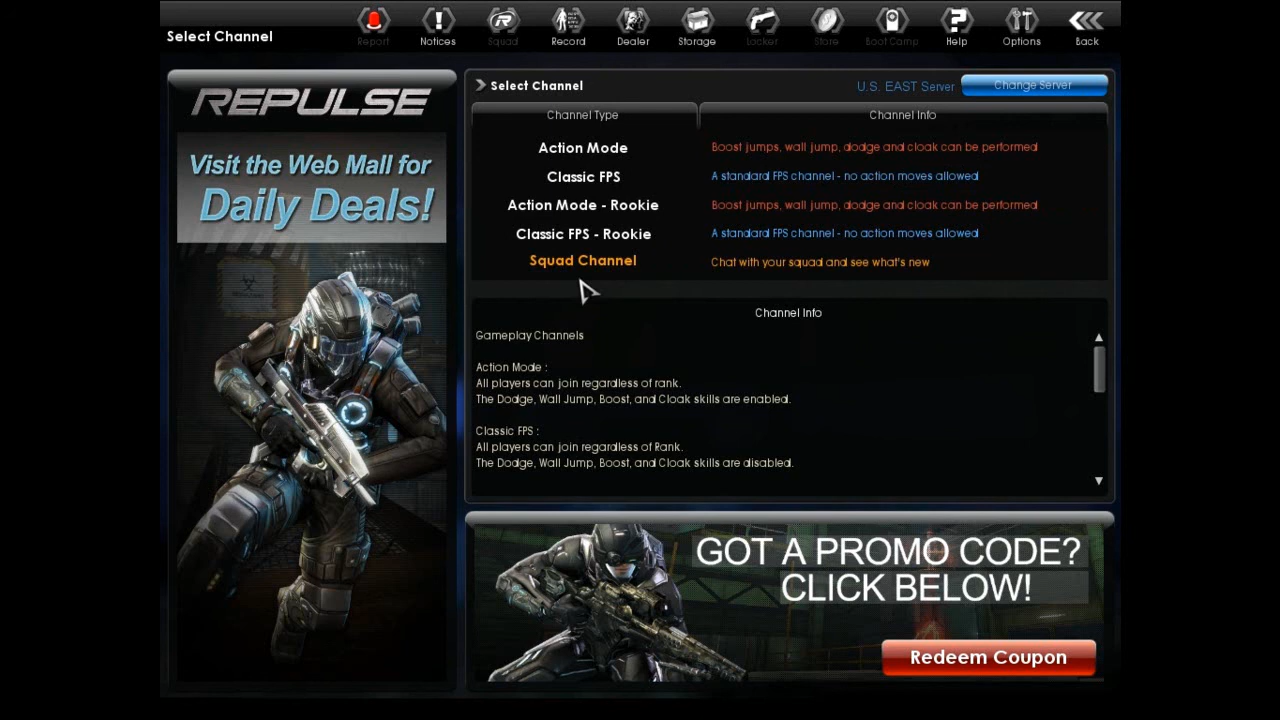 Select Channel
Report
Notices
Squad
Record
Dealer
Storage
Locker
Store
Boot Camp
Help
Options
Back
REPULSE
Visit the Web Mall for
Daily Deals!
Select Channel
U.S. EAST Server
Change Server
Channel Type
Channel Info
Action Mode
Boost jumps, wall jump, dodge and cloak can be performed
Classic FPS
A standard FPS channel - no action moves allowed
Action Mode - Rookie
Boost jumps, wall jump, dodge and cloak can be performed
Classic FPS - Rookie
A standard FPS channel - no action moves allowed
Squad Channel
Chat with your squad and see what's new
Channel Info
Gameplay Channels
Action Mode :
All players can join regardless of rank.
The Dodge, Wall Jump, Boost, and Cloak skills are enabled.
Classic FPS :
All players can join regardless of Rank.
The Dodge, Wall Jump, Boost, and Cloak skills are disabled.
GOT A PROMO CODE?
CLICK BELOW!
Redeem Coupon